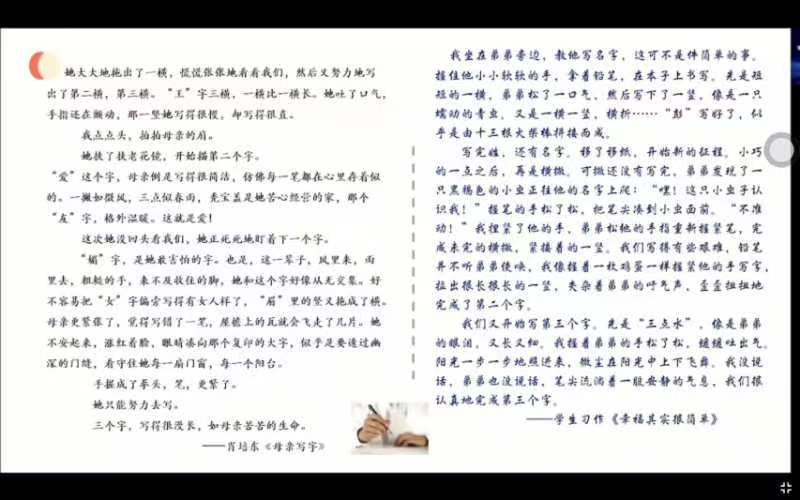 她大大地拖出了一横，慌慌张张地看看我们，然后又努力地写
出了第二横，第三横。“王”字三横，一横比一横长。她吐了口气，
手指还在颤动，那一竖她写得很慢，却写得很直。
我点点头，拍拍母亲的肩。
她扶了扶老花镜，开始描第二个字。
“爱”这个字，母亲倒是写得很简洁，仿佛每一笔都在心里存着似
的。一撇如微风，三点似春雨，秃宝盖是她苦心经营的家，那个
“友”字，格外温暖。这就是爱！
这次她没回头看我们，她正死死地盯着下一个字。
“媚”字，是她最害怕的字。也是，这一辈子，风里来，雨
里去，粗糙的手，来不及收住的脚，她和这个字好像从无交集。好
不容易把“女”字偏旁写得有女人样了，“眉”里的竖又拖成了横。
母亲更紧张了，觉得写错了一笔，屋檐上的瓦就会飞走了几片。她
不安起来，涨红着脸，眼睛凑向那个复印的大字，似乎是要透过幽
深的门缝，看守住她每一扇门窗，每一个阳台。
手握成了拳头，笔，更紧了。
她只能努力去写。
三个字，写得很漫长，如母亲苦苦的生命。
——肖培东《母亲写字》
我坐在弟弟旁边，教他写名字，这可不是件简单的事。
握住他小小软软的手，拿着铅笔，在本子上书写。先是短
短的一横，弟弟松了一口气，然后写下了一竖，像是一只
蠕动的青虫，又是一横一竖，横折……“彭”写好了，似
乎是由十三根火柴棒拼接而成。
写完姓，还有名字。移了移纸，开始新的征程。小巧
的一点之后，再是横撇。可撇还没有写完，弟弟发现了一
只黑褐色的小虫正往他的名字上爬：“嘿！这只小虫子认
识我！”握笔的手松了松，把笔尖凑到小虫面前。“不准
动！”我捏紧了他的手，弟弟松他的手指重新握紧笔，完
成未完的横撇，紧接着的一竖。我们写得有些艰难，铅笔
并不听弟弟使唤，我像握着一枚鸡蛋一样握紧他的手写字，
拉出很长很长的一竖，夹杂着弟弟的呼气声，歪歪扭扭地
完成了第二个字。
我们又开始写第三个字。先是“三点水”，像是弟弟
的眼泪，又长又细。我握着弟弟的手松了松，缓缓吐出气。
阳光一步一步地照进来，微尘在阳光中上下飞舞。我没说
话，弟弟也没说话，笔尖流淌着一股安静的气息，我们很
认真地完成第三个字。
——学生习作《幸福其实很简单》